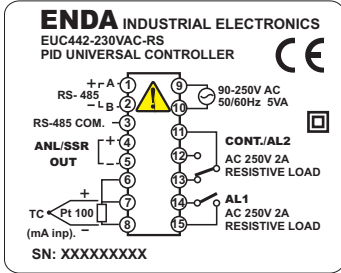 ENDA INDUSTRIAL ELECTRONICS
EUC442-230VAC-RS
PID UNIVERSAL CONTROLLER
CE
+ A 1
RS- 485
- B 2
RS-485 COM. 3
ANL/SSR + 4
OUT - 5
6
+ 7
TC Pt 100
- 8
(mA inp).
!
9 90-250V AC
10 50/60Hz 5VA
11
CONT./AL2
12 AC 250V 2A
13 RESISTIVE LOAD
14 AL1
AC 250V 2A
15 RESISTIVE LOAD
SN: XXXXXXXXX